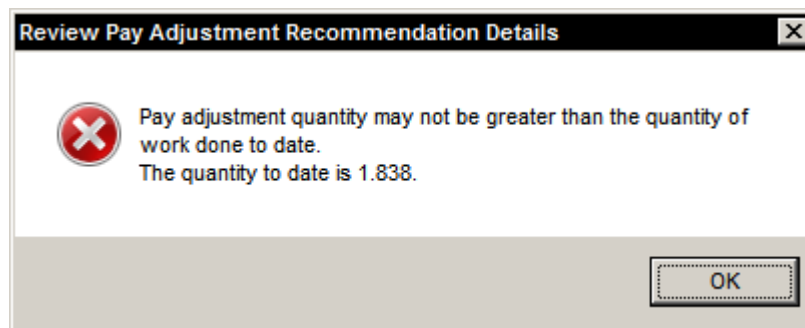 Review Pay Adjustment Recommendation Details
Pay adjustment quantity may not be greater than the quantity of
work done to date.
The quantity to date is 1.838.
OK